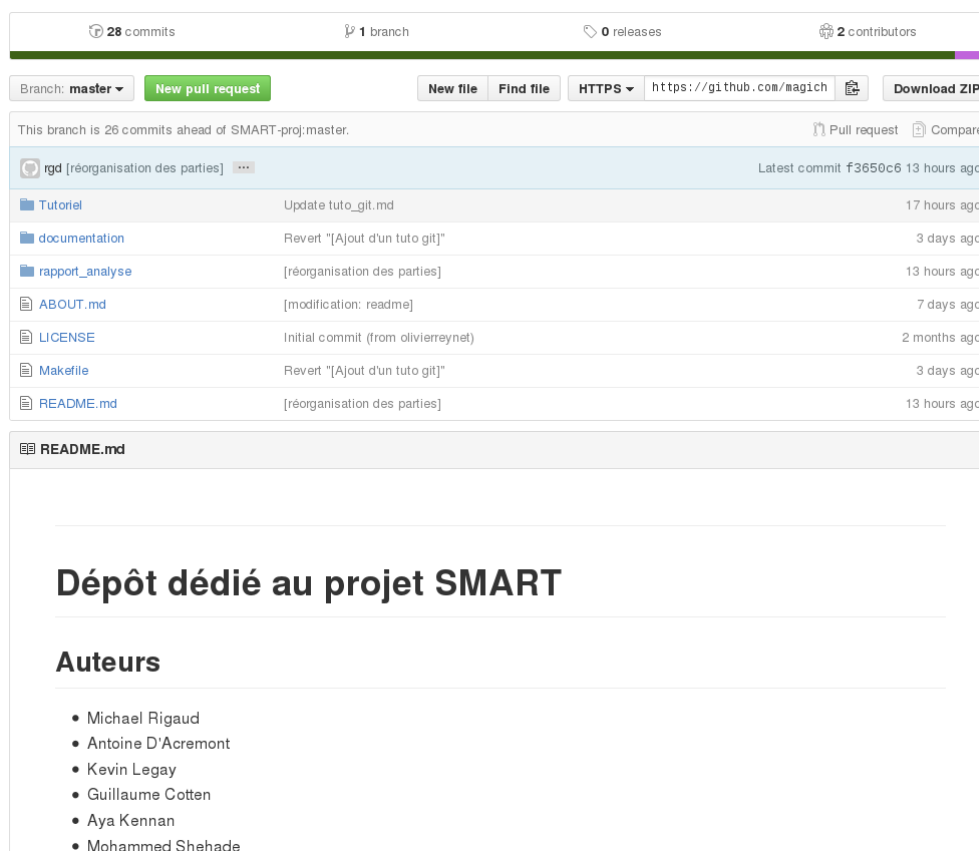 28 commits 1 branch 0 releases 2 contributors
Branch: master New pull request New file Find file HTTPS https://github.com/magich Download ZIP
This branch is 26 commits ahead of SMART-proj:master. Pull request Compare
rgd [réorganisation des parties] ... Latest commit f3650c6 13 hours ago
Tutoriel Update tuto_git.md 17 hours ago
documentation Revert "[Ajout d'un tuto git]" 3 days ago
rapport_analyse [réorganisation des parties] 13 hours ago
ABOUT.md [modification: readme] 7 days ago
LICENSE Initial commit (from olivierreynet) 2 months ago
Makefile Revert "[Ajout d'un tuto git]" 3 days ago
README.md [réorganisation des parties] 13 hours ago
README.md
Dépôt dédié au projet SMART
Auteurs
Michael Rigaud
Antoine D'Acremont
Kevin Legay
Guillaume Cotten
Aya Kennan
Mohammed Shehade